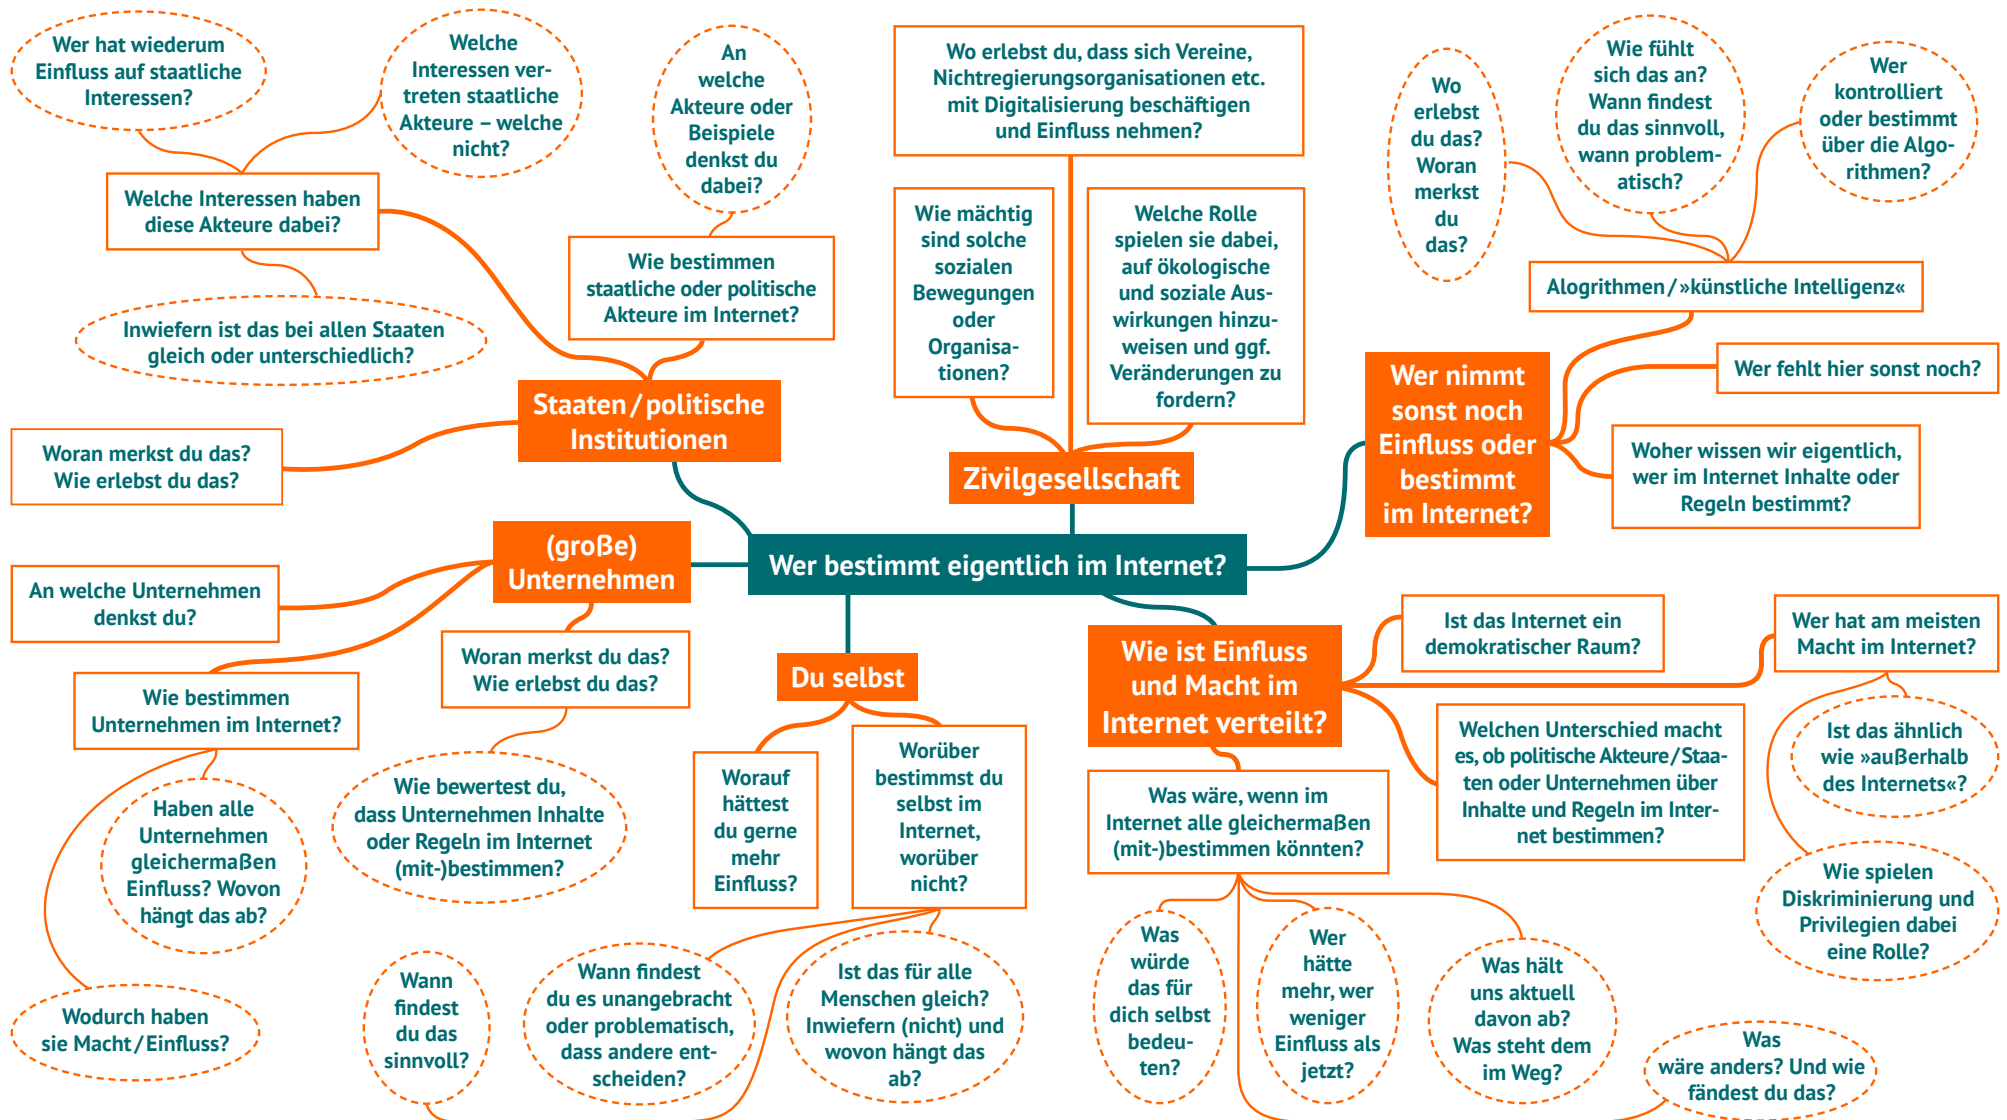 Wer hat wiederum
Einfluss auf staatliche
Interessen?
Welche
Interessen ver-
treten staatliche
Akteure – welche
nicht?
Welche Interessen haben
diese Akteure dabei?
Inwiefern ist das bei allen Staaten
gleich oder unterschiedlich?
An
welche
Akteure oder
Beispiele
denkst du
dabei?
Wie bestimmen
staatliche oder politische
Akteure im Internet?
Staaten / politische
Institutionen
Woran merkst du das?
Wie erlebst du das?
Wo erlebst du, dass sich Vereine,
Nichtregierungsorganisationen etc.
mit Digitalisierung beschäftigen
und Einfluss nehmen?
Wie mächtig
sind solche
sozialen
Bewegungen
oder
Organisa-
tionen?
Welche Rolle
spielen sie dabei,
auf ökologische
und soziale Aus-
wirkungen hinzu-
weisen und ggf.
Veränderungen zu
fordern?
Zivilgesellschaft
Wo
erlebst
du das?
Woran
merkst
du
das?
Wie fühlt
sich das an?
Wann findest
du das sinnvoll,
wann problem-
atisch?
Wer
kontrolliert
oder bestimmt
über die Algo-
rithmen?
Alogrithmen / »künstliche Intelligenz«
Wer nimmt
sonst noch
Einfluss oder
bestimmt
im Internet?
Wer fehlt hier sonst noch?
Woher wissen wir eigentlich,
wer im Internet Inhalte oder
Regeln bestimmt?
Wer bestimmt eigentlich im Internet?
(große)
Unternehmen
An welche Unternehmen
denkst du?
Wie bestimmen
Unternehmen im Internet?
Woran merkst du das?
Wie erlebst du das?
Haben alle
Unternehmen
gleichermaßen
Einfluss? Wovon
hängt das ab?
Wodurch haben
sie Macht / Einfluss?
Wie bewertest du,
dass Unternehmen Inhalte
oder Regeln im Internet
(mit-)bestimmen?
Du selbst
Worauf
hättest
du gerne
mehr
Einfluss?
Worüber
bestimmst du
selbst im
Internet,
worüber
nicht?
Wann
findest
du das
sinnvoll?
Wann findest
du es unangebracht
oder problematisch,
dass andere ent-
scheiden?
Ist das für alle
Menschen gleich?
Inwiefern (nicht) und
wovon hängt das
ab?
Wie ist Einfluss
und Macht im
Internet verteilt?
Ist das Internet ein
demokratischer Raum?
Wer hat am meisten
Macht im Internet?
Welchen Unterschied macht
es, ob politische Akteure / Staa-
ten oder Unternehmen über
Inhalte und Regeln im Inter-
net bestimmen?
Ist das ähnlich
wie »außerhalb
des Internets«?
Wie spielen
Diskriminierung und
Privilegien dabei
eine Rolle?
Was wäre, wenn im
Internet alle gleichermaßen
(mit-)bestimmen könnten?
Was
würde
das für
dich selbst
bedeu-
ten?
Wer
hätte
mehr, wer
weniger
Einfluss als
jetzt?
Was hält
uns aktuell
davon ab?
Was steht dem
im Weg?
Was
wäre anders? Und wie
fändest du das?